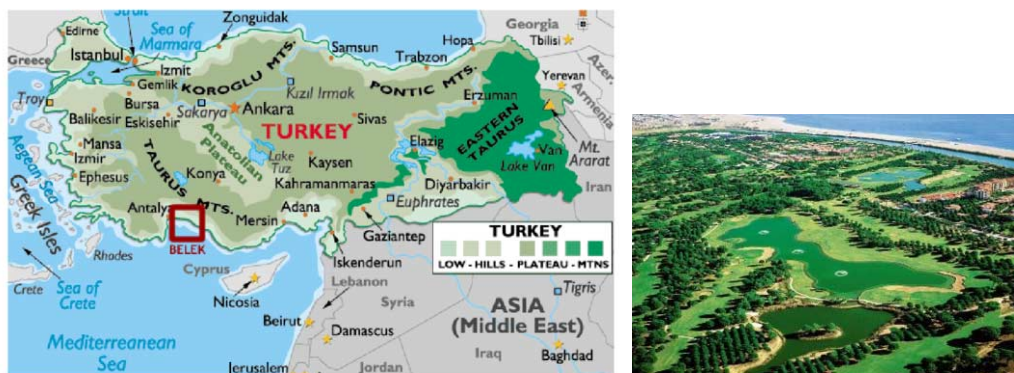 Edirne
Strait
Sea of
Marmara
Zonguidak
Georgia
Tbilisi
Istanbul
Greece
Izmit
Gemlik
KOROGLU MTS.
Samsun
Hopa
Trabzon
PONTIC MTS.
Yerevan
Azer.
Armenia
Troy
Bursa
Sakarya
Ankara
Kızıl Irmak
Erzuman
Balikesir
Eskisehir
TURKEY
Sivas
EASTERN
TAURUS
Mt.
Ararat
Mansa
Izmir
Anatolian
Plateau
Lake
Tuz
Kaysen
Elazig
Van
Lake Van
Aegean Sea
Ephesus
TAURUS MTS.
Konya
Kahramanmaras
Diyarbakir
Iran
Greek Isles
Antalya
Mersin
Adana
Euphrates
BELEK
Gaziantep
TURKEY
LOW - HILLS - PLATEAU - MTNS
Rhodes
Cyprus
Iskenderun
Crete
Sea of
Crete
Nicosia
Lebanon
Syria
Tigris
ASIA
(Middle East)
Beirut
Damascus
Mediterranean
Sea
Iraq
Baghdad
Jerusalem
Jordan